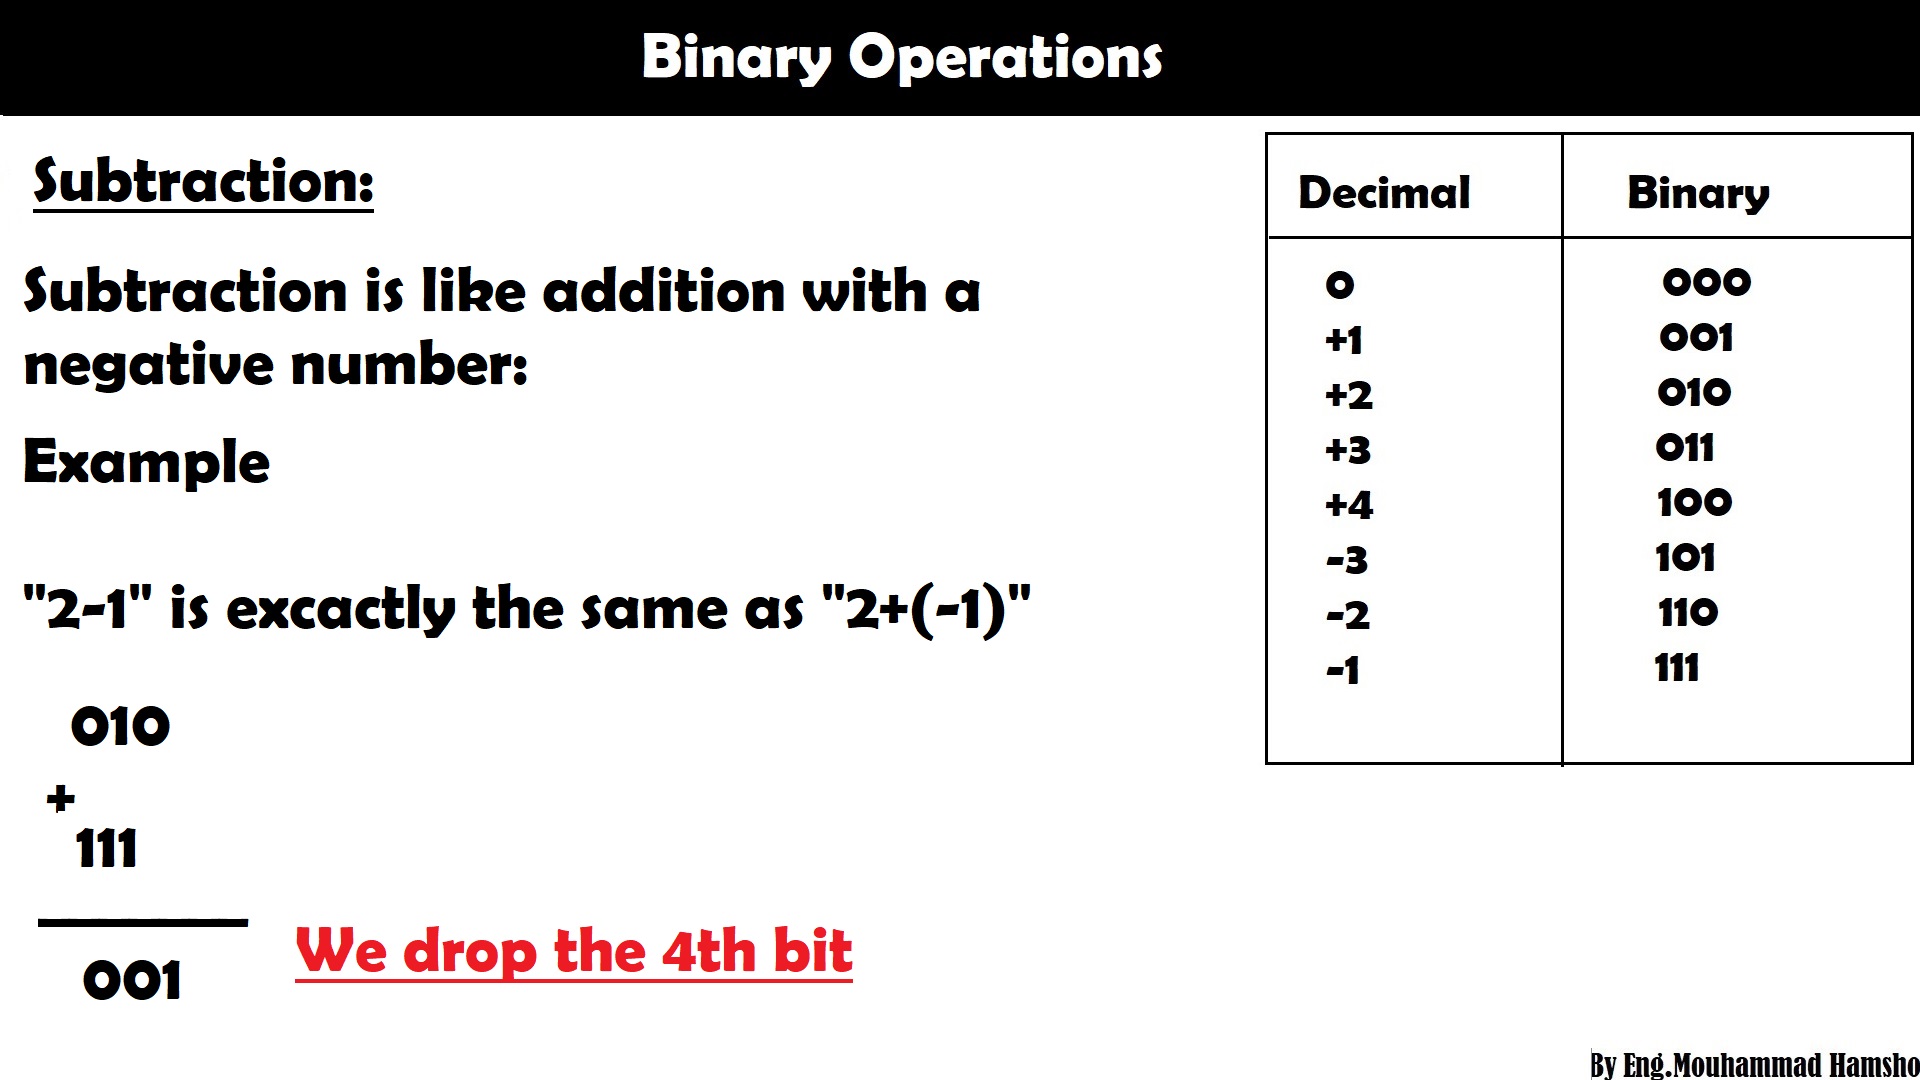 Binary Operations
Subtraction:
Subtraction is like addition with a
negative number:
Example
"2-1" is excactly the same as "2+(-1)"
010
+
111
001
We drop the 4th bit
Decimal Binary
0 000
+1 001
+2 010
+3 011
+4 100
-3 101
-2 110
-1 111
By Eng.Mouhammad Hamsho